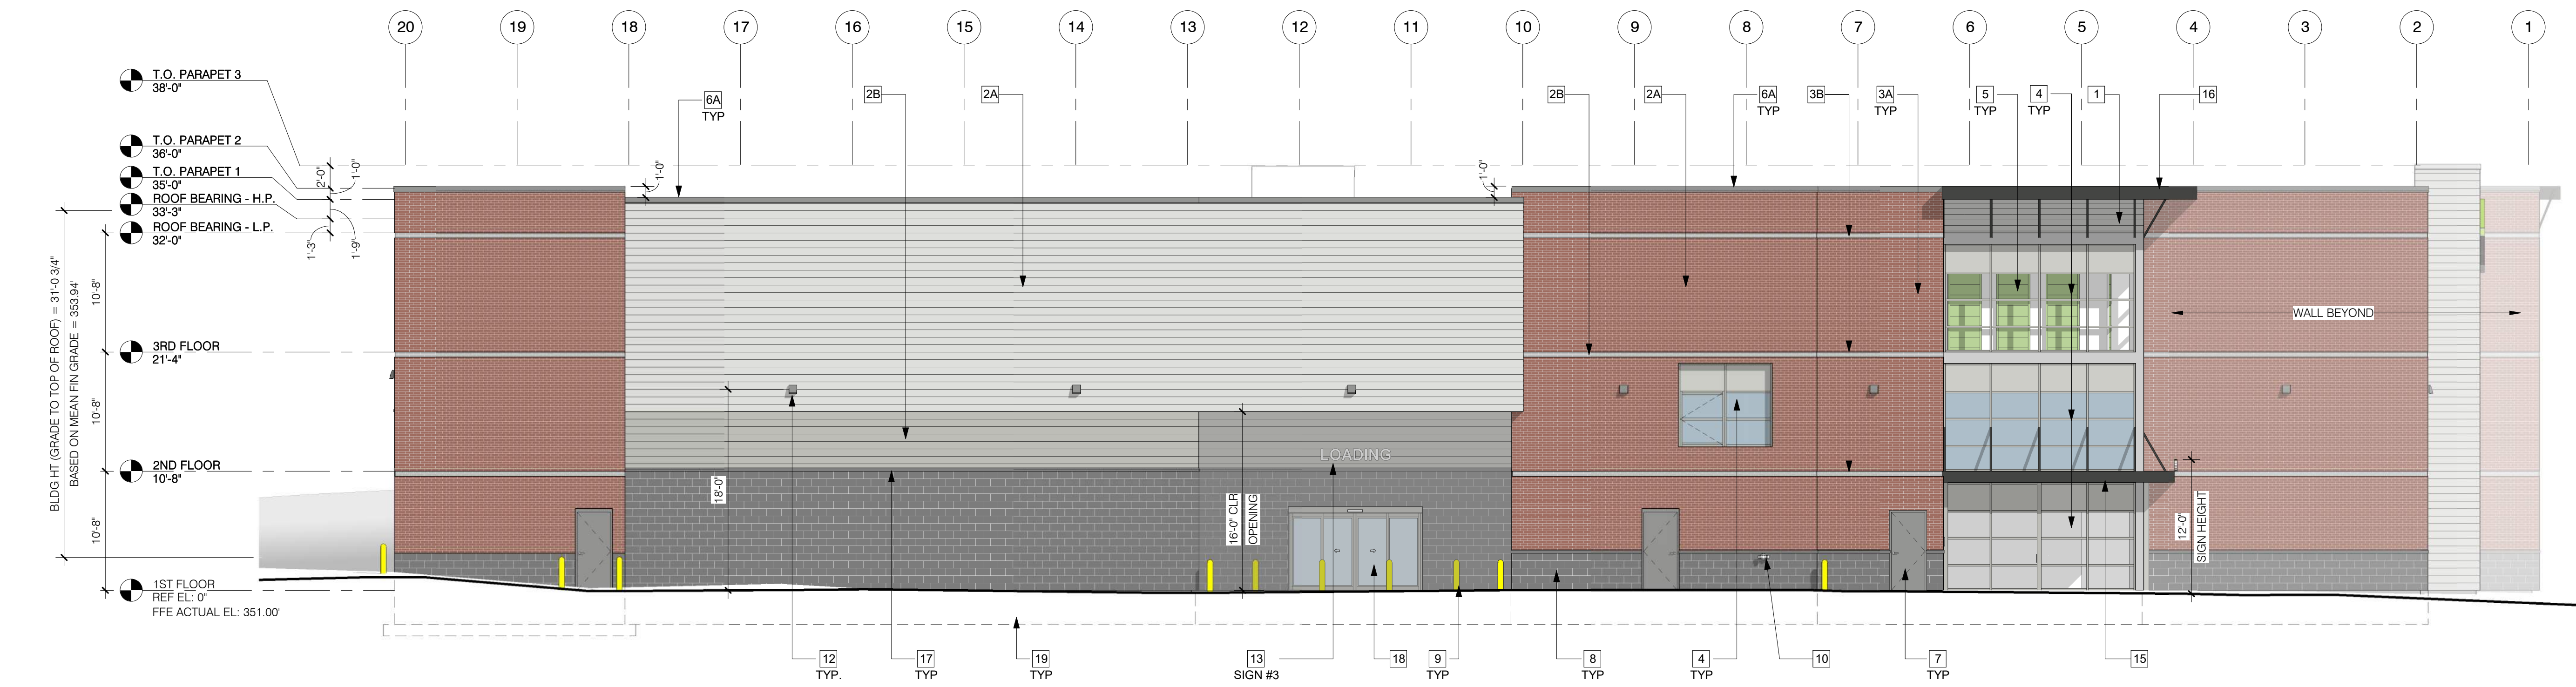 20 19 18 17 16 15 14 13 12 11 10 9 8 7 6 5 4 3 2 1
T.O. PARAPET 3
38'-0"
T.O. PARAPET 2
36'-0"
T.O. PARAPET 1
35'-0"
ROOF BEARING - H.P.
33'-3"
ROOF BEARING - L.P.
32'-0"
2'-0"
1'-0"
1'-3"
1'-9"
6A
TYP
2B
2A
2B
2A
6A
TYP
3B
3A
TYP
5
TYP
4
TYP
1
16
1'-0"
1'-0"
BLDG HT (GRADE TO TOP OF ROOF) = 31'-0 3/4"
BASED ON MEAN FIN GRADE = 353.94'
10'-8"
10'-8"
10'-8"
3RD FLOOR
21'-4"
WALL BEYOND
2ND FLOOR
10'-8"
18'-0"
LOADING
16'-0" CLR
OPENING
12'-0"
SIGN HEIGHT
1ST FLOOR
REF EL: 0"
FFE ACTUAL EL: 351.00'
12
TYP.
17
TYP
19
TYP
13
SIGN #3
18
9
TYP
8
TYP
4
TYP
10
7
TYP
15